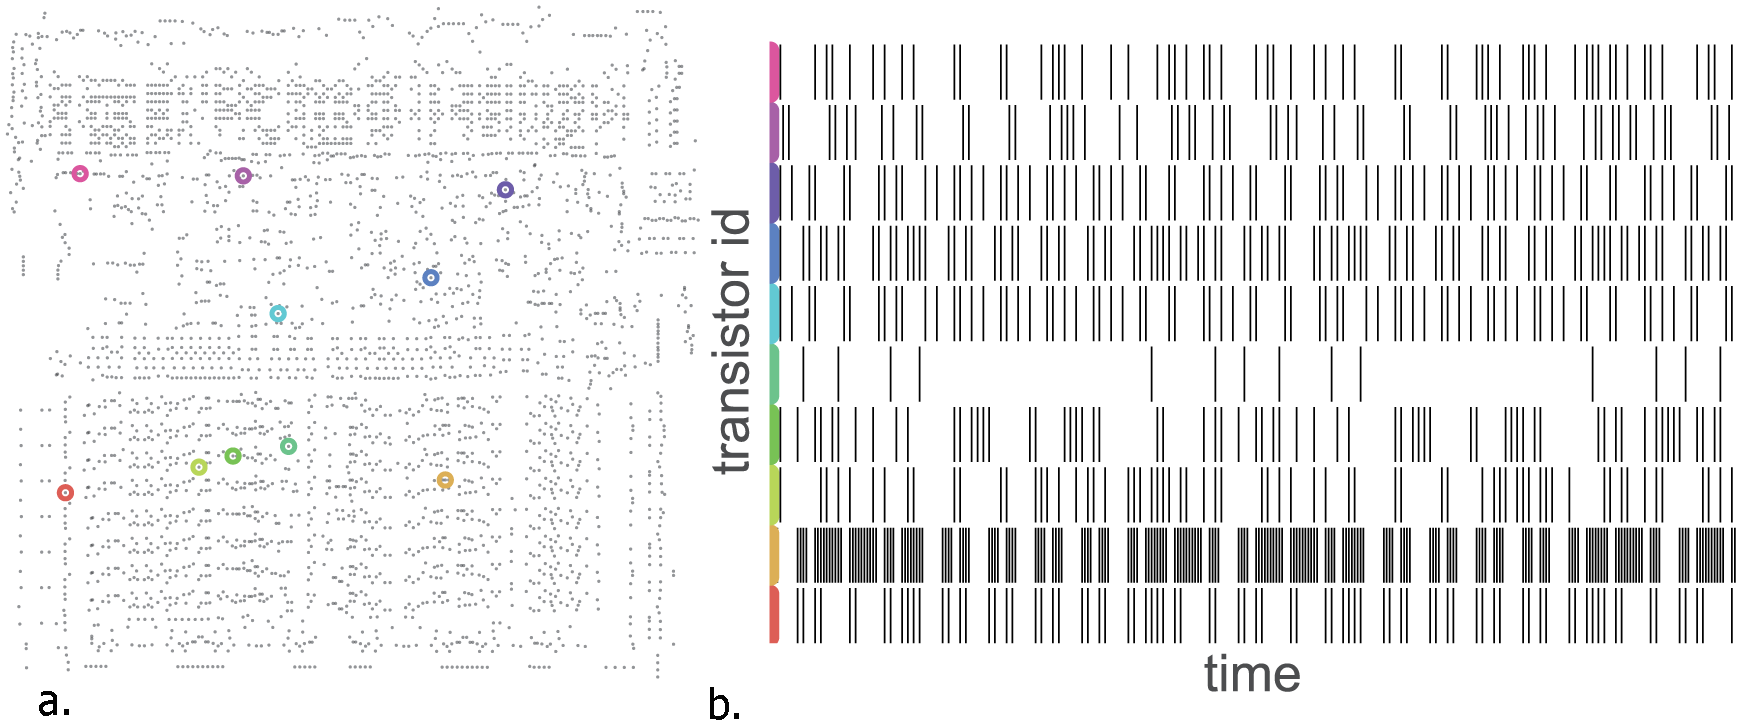 a.
transistor id
time
b.